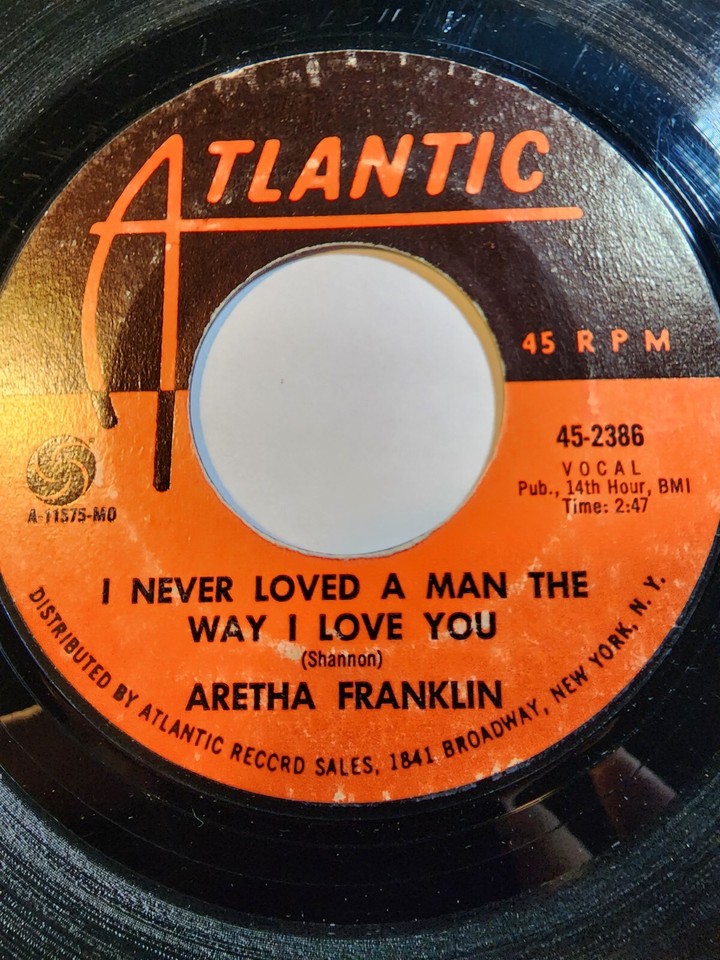 ATLANTIC
45 RPM
45-2386
VOCAL
Pub., 14th Hour, BMI
Time: 2:47
A-11575-MO
I NEVER LOVED A MAN THE
WAY I LOVE YOU
(Shannon)
ARETHA FRANKLIN
DISTRIBUTED BY ATLANTIC RECORD SALES, 1841 BROADWAY, NEW YORK, N. Y.